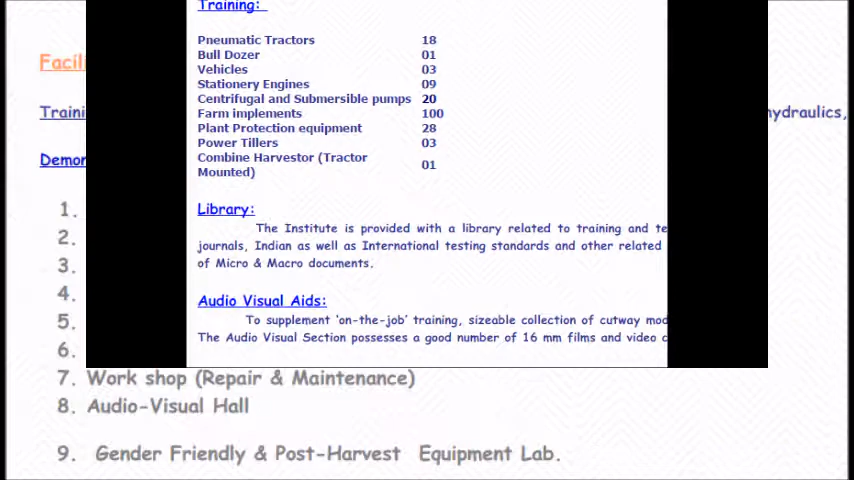 Training:
Pneumatic Tractors 18
Bull Dozer 01
Vehicles 03
Stationery Engines 09
Centrifugal and Submersible pumps 20
Farm implements 100
Plant Protection equipment 28
Power Tillers 03
Combine Harvestor (Tractor
Mounted) 01
Library:
The Institute is provided with a library related to training and te
journals, Indian as well as International testing standards and other related
of Micro & Macro documents.
Audio Visual Aids:
To supplement 'on-the-job' training, sizeable collection of cutway mod
The Audio Visual Section possesses a good number of 16 mm films and video c
Facili
Traini hydraulics,
Demon
1.
2.
3.
4.
5.
6.
7. Work shop (Repair & Maintenance)
8. Audio-Visual Hall
9. Gender Friendly & Post-Harvest Equipment Lab.